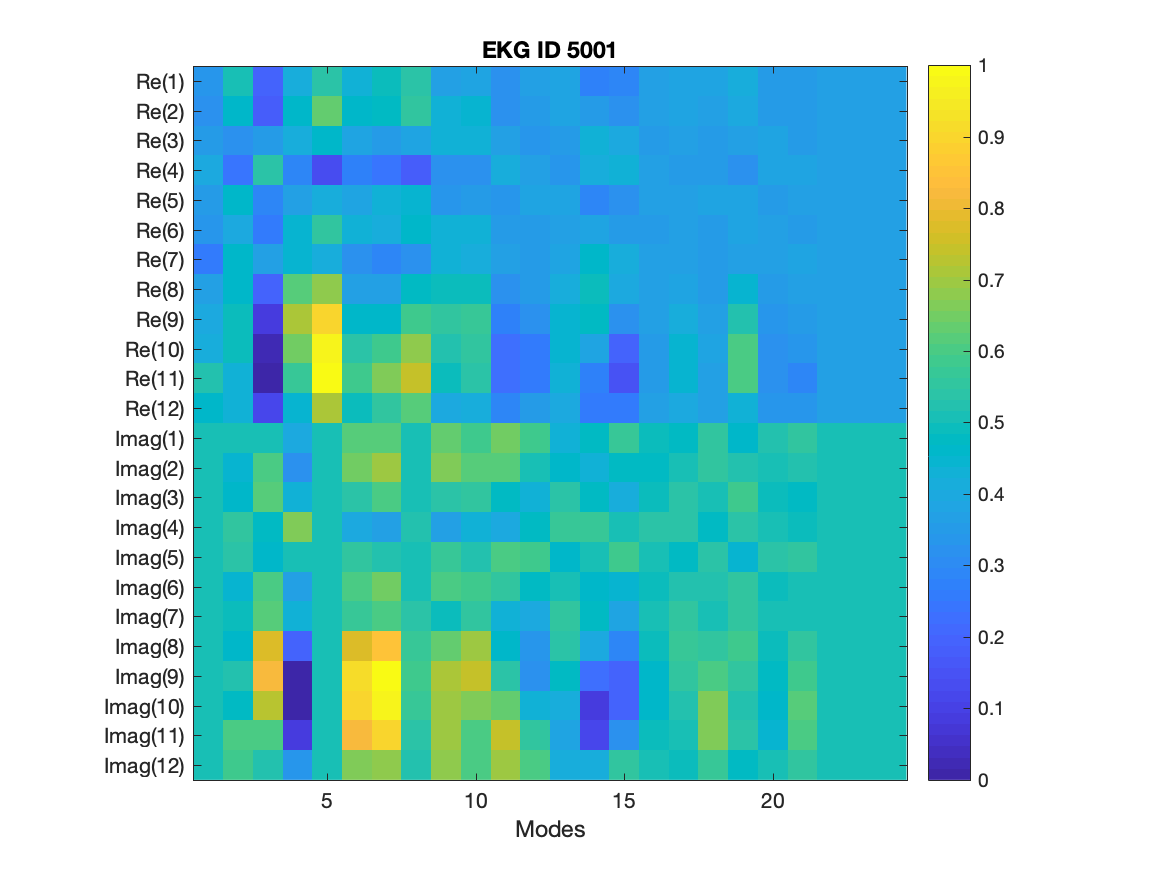 EKG ID 5001
Re(1)
Re(2)
Re(3)
Re(4)
Re(5)
Re(6)
Re(7)
Re(8)
Re(9)
Re(10)
Re(11)
Re(12)
Imag(1)
Imag(2)
Imag(3)
Imag(4)
Imag(5)
Imag(6)
Imag(7)
Imag(8)
Imag(9)
Imag(10)
Imag(11)
Imag(12)
5 10 15 20
Modes
1
0.9
0.8
0.7
0.6
0.5
0.4
0.3
0.2
0.1
0